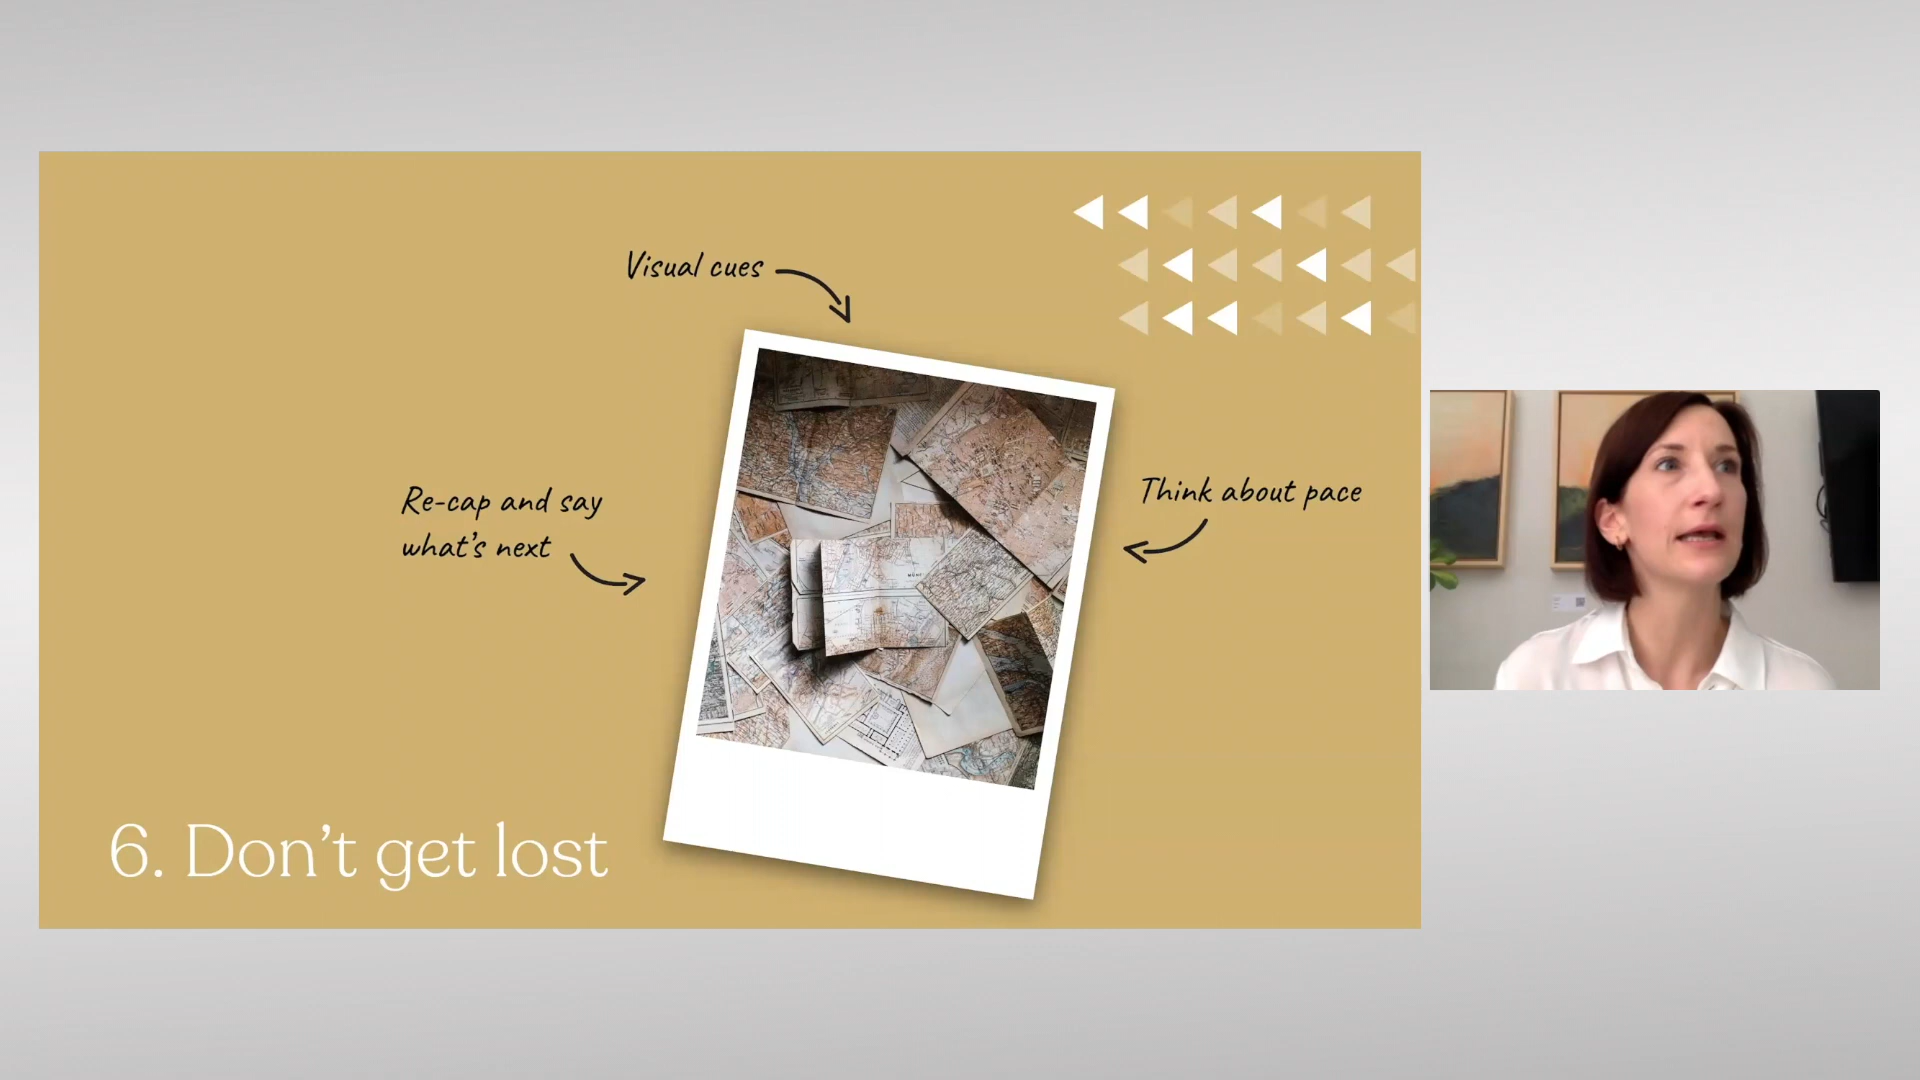 Visual cues
Re-cap and say
what's next
Think about pace
6. Don't get lost